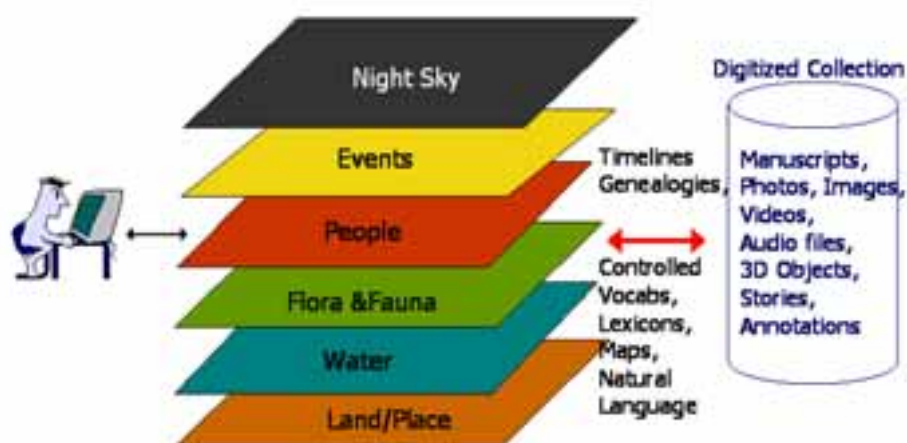 Night Sky
Events
People
Flora &Fauna
Water
Land/Place
Timelines
Genealogies,
Controlled
Vocabs,
Lexicons,
Maps,
Natural
Language
Digitized Collection
Manuscripts,
Photos, Images,
Videos,
Audio files,
3D Objects,
Stories,
Annotations